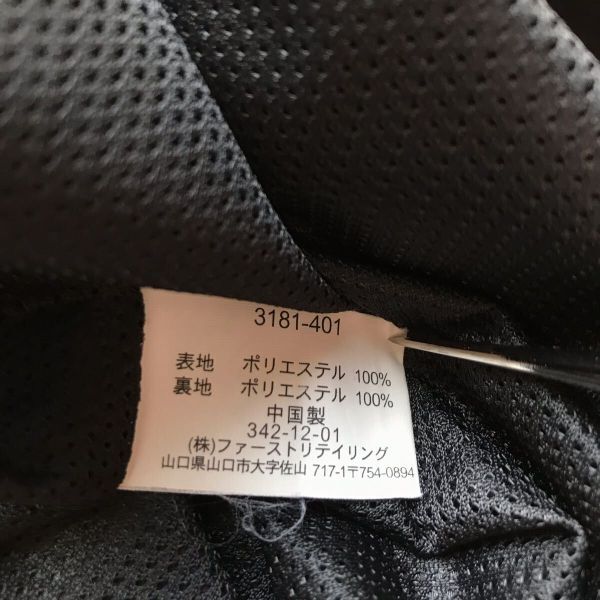 3181-401
表地 ポリエステル 100%
裏地 ポリエステル 100%
中国製
342-12-01
(株)ファーストリテイリング
山口県山口市大字佐山 717-1〒754-0894